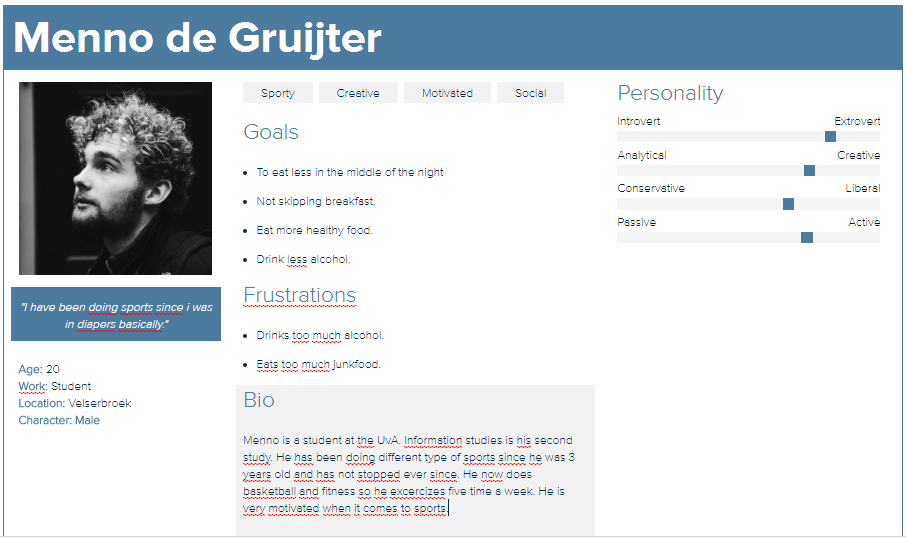 Menno de Gruijter
"I have been doing sports since i was
in diapers basically."
Age: 20
Work: Student
Location: Velserbroek
Character: Male
Sporty Creative Motivated Social
Goals
• To eat less in the middle of the night
• Not skipping breakfast.
• Eat more healthy food.
• Drink less alcohol.
Frustrations
• Drinks too much alcohol.
• Eats too much junkfood.
Bio
Menno is a student at the UvA. Information studies is his second
study. He has been doing different type of sports since he was 3
years old and has not stopped ever since. He now does
basketball and fitness so he excercizes five time a week. He is
very motivated when it comes to sports.
Personality
Introvert Extrovert
Analytical Creative
Conservative Liberal
Passive Active